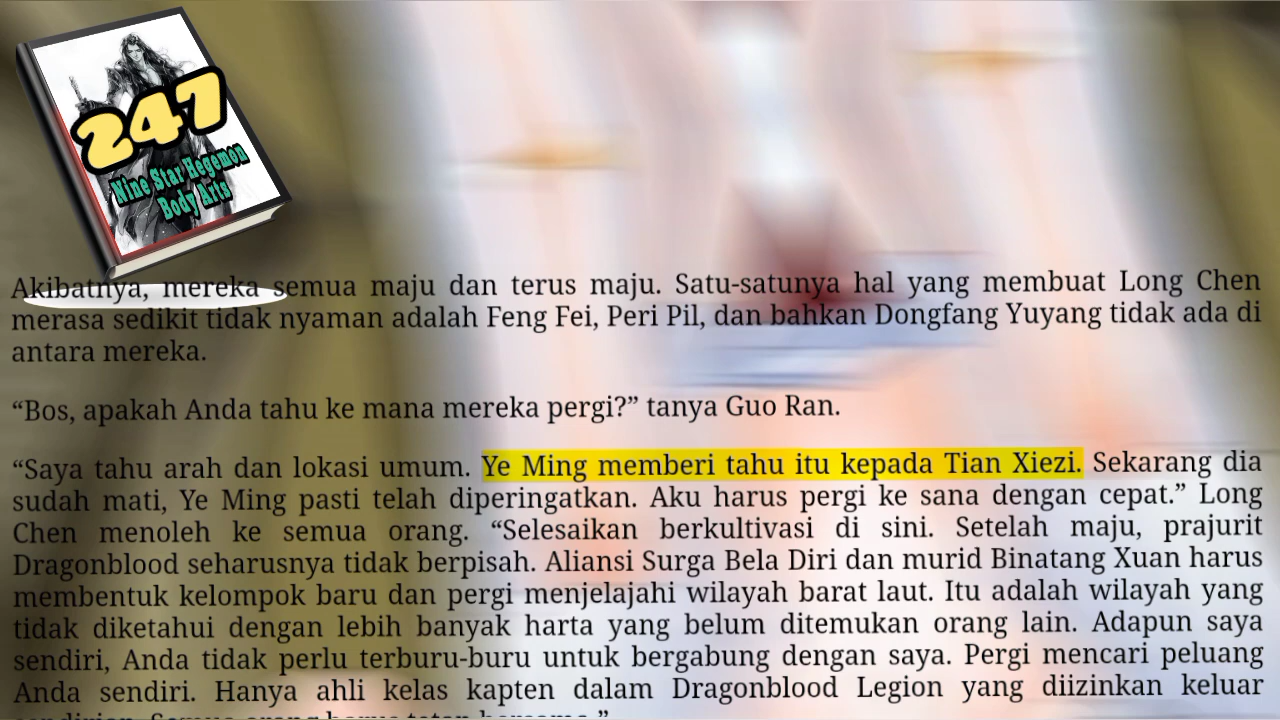 247
Nine Star Hegemon
Body Arts
Akibatnya, mereka semua maju dan terus maju. Satu-satunya hal yang membuat Long Chen
merasa sedikit tidak nyaman adalah Feng Fei, Peri Pil, dan bahkan Dongfang Yuyang tidak ada di
antara mereka.
“Bos, apakah Anda tahu ke mana mereka pergi?” tanya Guo Ran.
“Saya tahu arah dan lokasi umum. Ye Ming memberi tahu itu kepada Tian Xiezi. Sekarang dia
sudah mati, Ye Ming pasti telah diperingatkan. Aku harus pergi ke sana dengan cepat.” Long
Chen menoleh ke semua orang. “Selesaikan berkultivasi di sini. Setelah maju, prajurit
Dragonblood seharusnya tidak berpisah. Aliansi Surga Bela Diri dan murid Binatang Xuan harus
membentuk kelompok baru dan pergi menjelajahi wilayah barat laut. Itu adalah wilayah yang
tidak diketahui dengan lebih banyak harta yang belum ditemukan orang lain. Adapun saya
sendiri, Anda tidak perlu terburu-buru untuk bergabung dengan saya. Pergi mencari peluang
Anda sendiri. Hanya ahli kelas kapten dalam Dragonblood Legion yang diizinkan keluar
sendirian. Semua orang harus tetap bersama.”